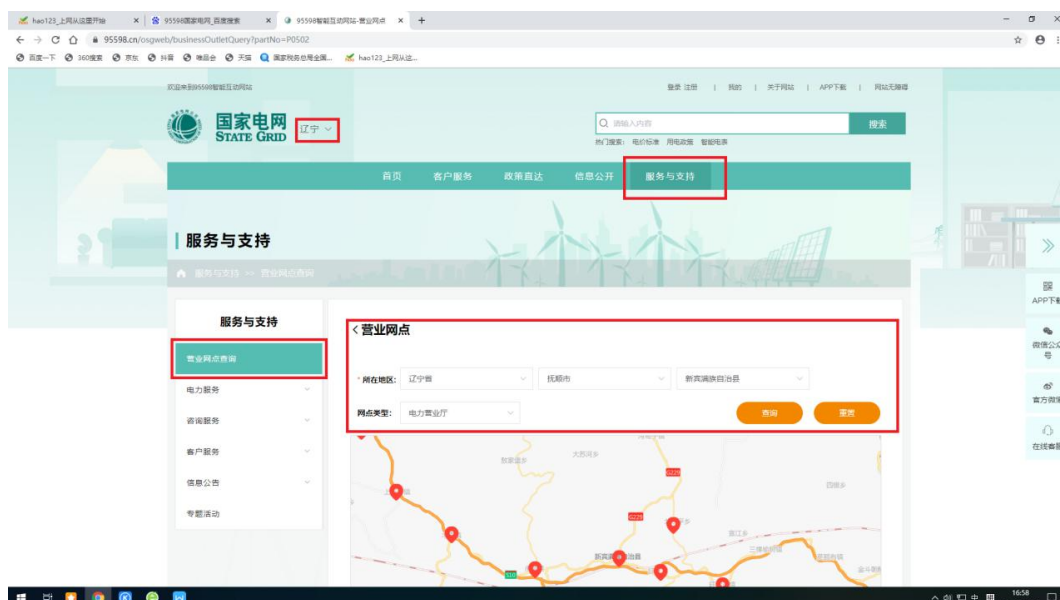 hao123_上网从这里开始
95598国家电网_百度搜索
95598智能互动网站-营业网点
95598.cn/osgweb/businessOutletQuery?partNo=P0502
百度一下 360搜索 京东 抖音 唯品会 天猫 国家税务总局全国... hao123_上网从这...
欢迎来到95598智能互动网站
登录 注册 | 我的 | 关于网站 | APP下载 | 网站无障碍
国家电网
STATE GRID
辽宁
请输入内容
搜索
热门搜索: 电价标准 用电政策 智能电表
首页 客户服务 政策直达 信息公开 服务与支持
服务与支持
服务与支持 >> 营业网点查询
APP下载
微信公众号
官方微博
在线客服
服务与支持
营业网点查询
电力服务
咨询服务
客户服务
信息公告
专题活动
营业网点
* 所在地区: 辽宁省 抚顺市 新宾满族自治县
网点类型: 电力营业厅 查询 重置
大苏河乡
G229
四棚乡
G229
16:58